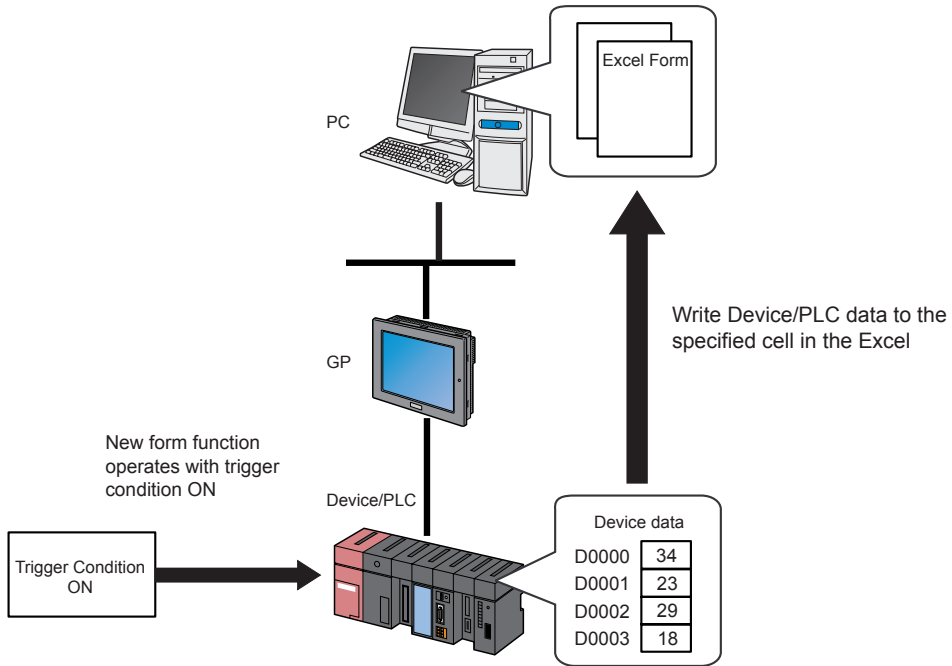 Excel Form
PC
Write Device/PLC data to the
specified cell in the Excel
GP
New form function
operates with trigger
condition ON
Device/PLC
Trigger Condition
ON
Device data
D0000 34
D0001 23
D0002 29
D0003 18